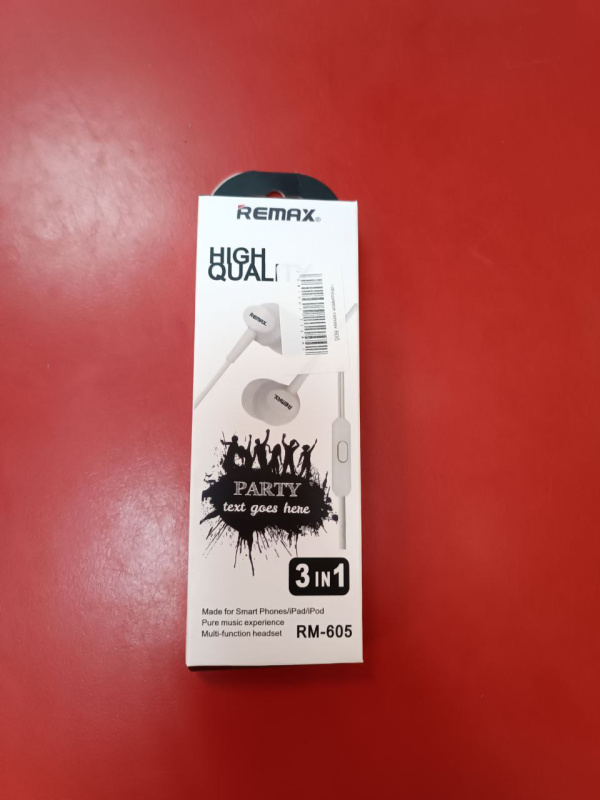 REMAX®
HIGH
QUALITY
REMAX
REMAX
PARTY
text goes here
3 IN 1
Made for Smart Phones/iPad/iPod
Pure music experience
Multi-function headset
RM-605